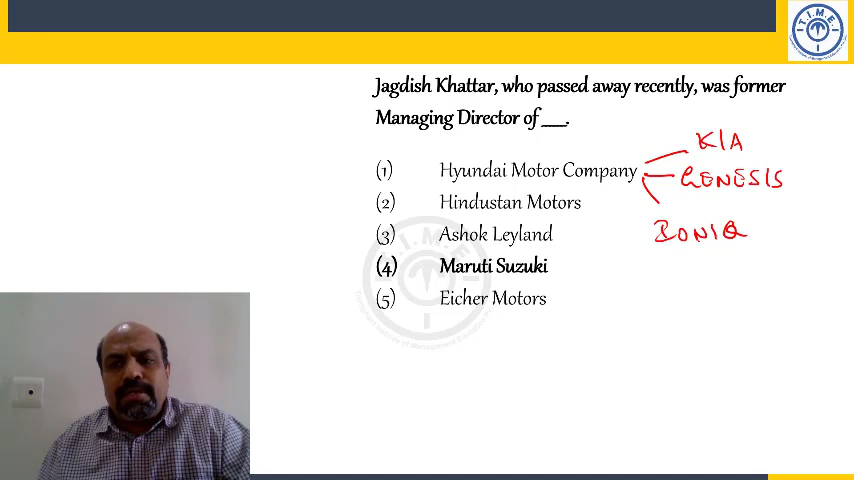 T.I.M.E.
Jagdish Khattar, who passed away recently, was former
Managing Director of ___.
(1) Hyundai Motor Company
(2) Hindustan Motors
(3) Ashok Leyland
(4) Maruti Suzuki
(5) Eicher Motors
KIA
GENESIS
IONIQ
T.I.M.E.